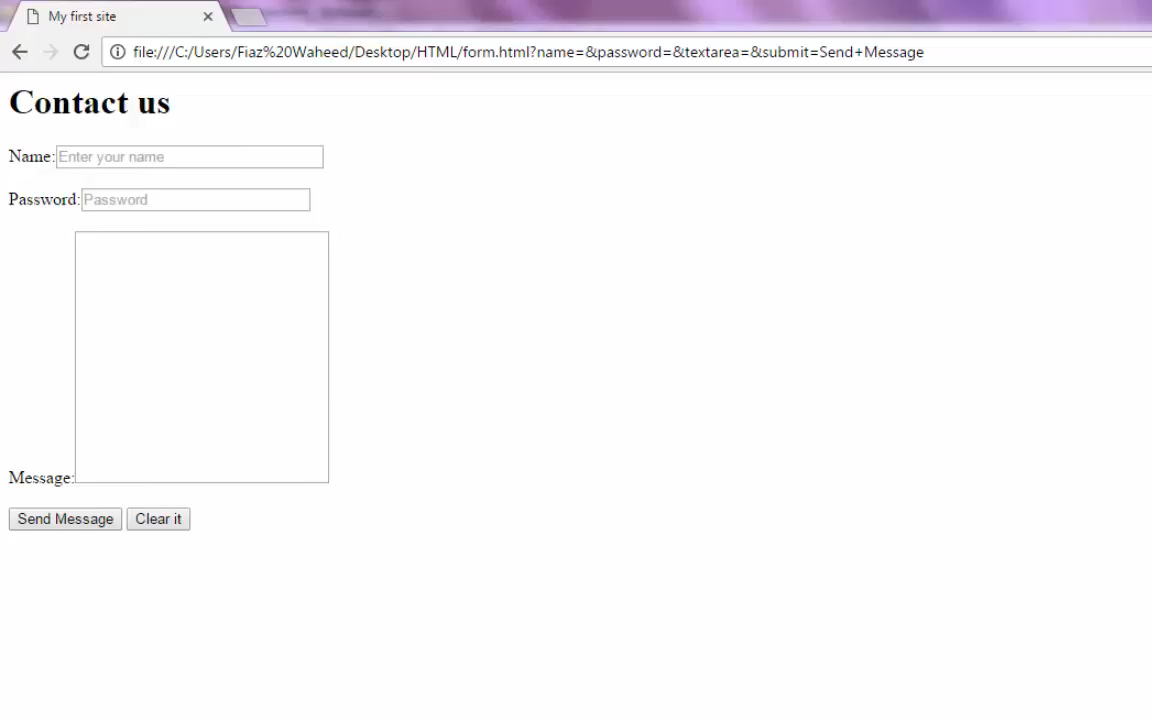 My first site
file:///C:/Users/Fiaz%20Waheed/Desktop/HTML/form.html?name=&password=&textarea=&submit=Send+Message
Contact us
Name: Enter your name
Password: Password
Message:
Send Message Clear it